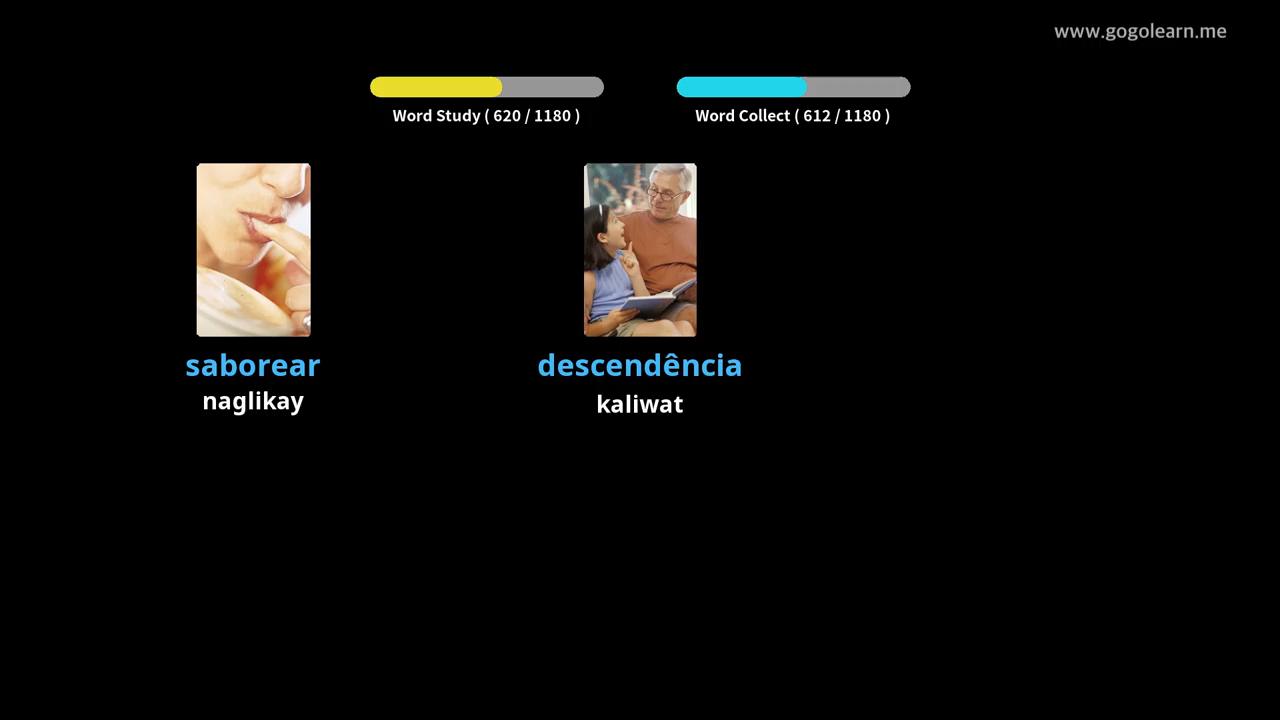 www.gogolearn.me
Word Study ( 620 / 1180 )
Word Collect ( 612 / 1180 )
saborear
naglikay
descendência
kaliwat